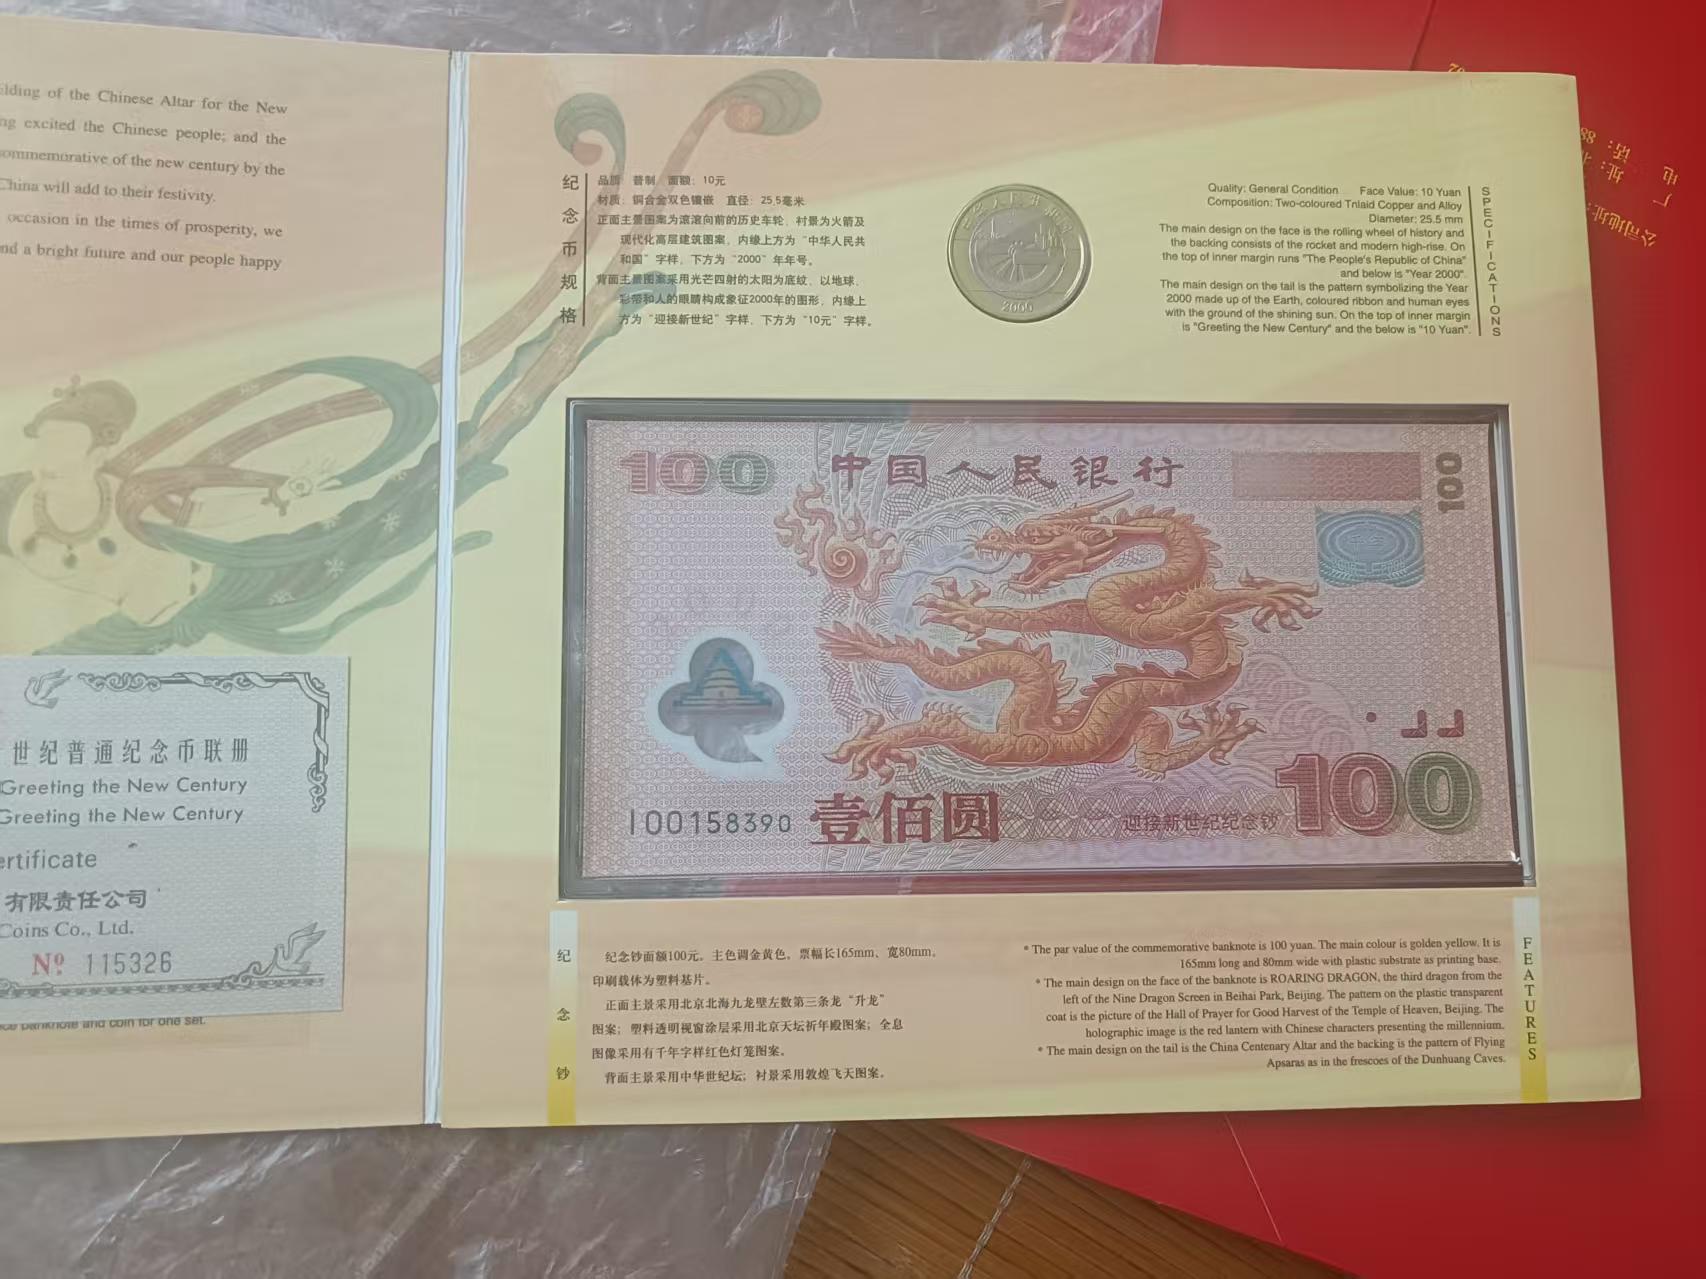 lding of the Chinese Altar for the New
ng excited the Chinese people; and the
ommemorative of the new century by the
China will add to their festivity.
occasion in the times of prosperity, we
nd a bright future and our people happy
世纪普通纪念币联册
Greeting the New Century
Greeting the New Century
ertificate
有限责任公司
Coins Co., Ltd.
Nº 115326
ce banknote and coin for one set.
纪念币规格
品质: 普制 面额: 10元
材质: 铜合金双色镶嵌 直径: 25.5毫米
正面主景图案为滚滚向前的历史车轮、衬景为火箭及
现代化高层建筑图案, 内缘上方为“中华人民共
和国”字样, 下方为“2000”年年号。
背面主景图案采用光芒四射的太阳为底纹, 以地球、
彩带和人的眼睛构成象征2000年的图形, 内缘上
方为“迎接新世纪”字样, 下方为“10元”字样。
中华人民共和国
2000
Quality: General Condition Face Value: 10 Yuan
Composition: Two-coloured Tnlaid Copper and Alloy
Diameter: 25.5 mm
The main design on the face is the rolling wheel of history and
the backing consists of the rocket and modern high-rise. On
the top of inner margin runs "The People's Republic of China"
and below is "Year 2000".
The main design on the tail is the pattern symbolizing the Year
2000 made up of the Earth, coloured ribbon and human eyes
with the ground of the shining sun. On the top of inner margin
is "Greeting the New Century" and the below is "10 Yuan".
SPECIFICATIONS
100 中国人民银行 100
J00158390 壹佰圆 迎接新世纪纪念钞 100
纪念钞
纪念钞面额100元。主色调金黄色。票幅长165mm、宽80mm。
印刷载体为塑料基片。
正面主景采用北京北海九龙壁左数第三条龙“升龙”
图案; 塑料透明视窗涂层采用北京天坛祈年殿图案; 全息
图像采用有千年字样红色灯笼图案。
背面主景采用中华世纪坛; 衬景采用敦煌飞天图案。
* The par value of the commemorative banknote is 100 yuan. The main colour is golden yellow. It is
165mm long and 80mm wide with plastic substrate as printing base.
* The main design on the face of the banknote is ROARING DRAGON, the third dragon from the
left of the Nine Dragon Screen in Beihai Park, Beijing. The pattern on the plastic transparent
coat is the picture of the Hall of Prayer for Good Harvest of the Temple of Heaven, Beijing. The
holographic image is the red lantern with Chinese characters presenting the millennium.
* The main design on the tail is the China Centenary Altar and the backing is the pattern of Flying
Apsaras as in the frescoes of the Dunhuang Caves.
FEATURES
公司地址: